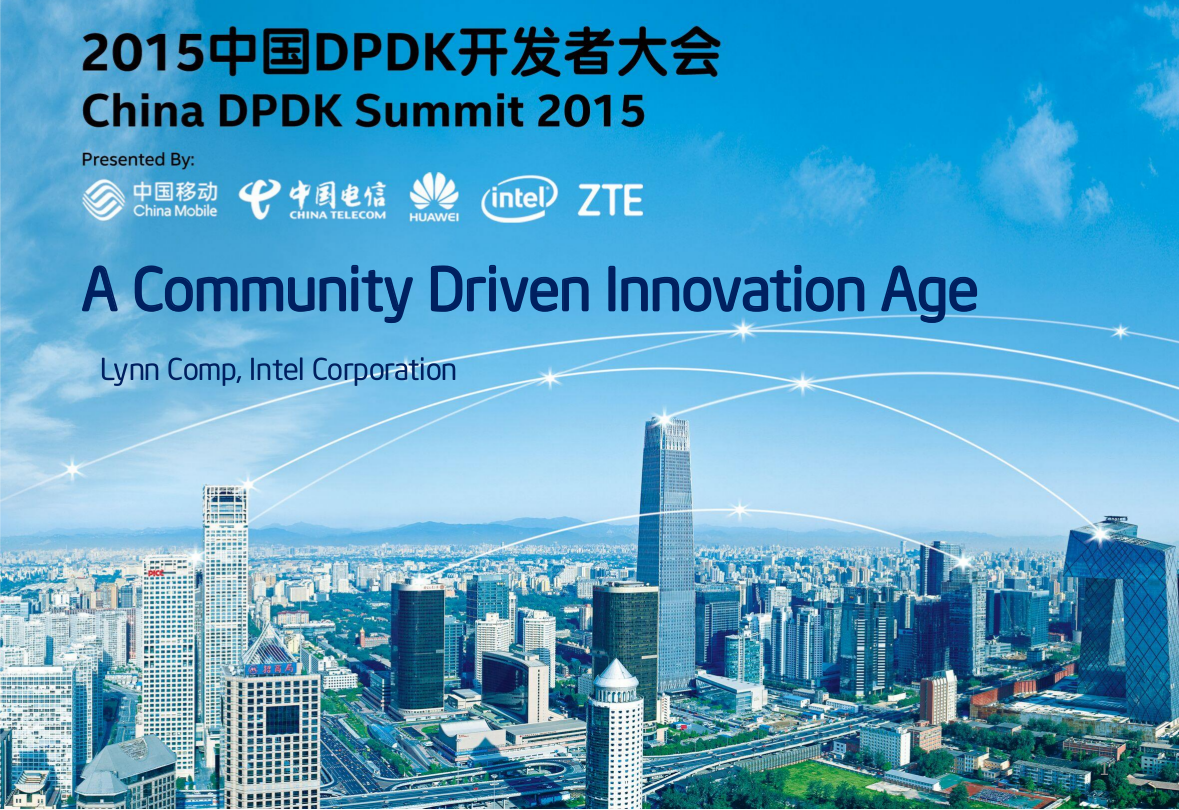 2015中国DPDK开发者大会
China DPDK Summit 2015
Presented By:
中国移动
China Mobile
中国电信
CHINA TELECOM
HUAWEI
intel
ZTE
A Community Driven Innovation Age
Lynn Comp, Intel Corporation
PICC
1